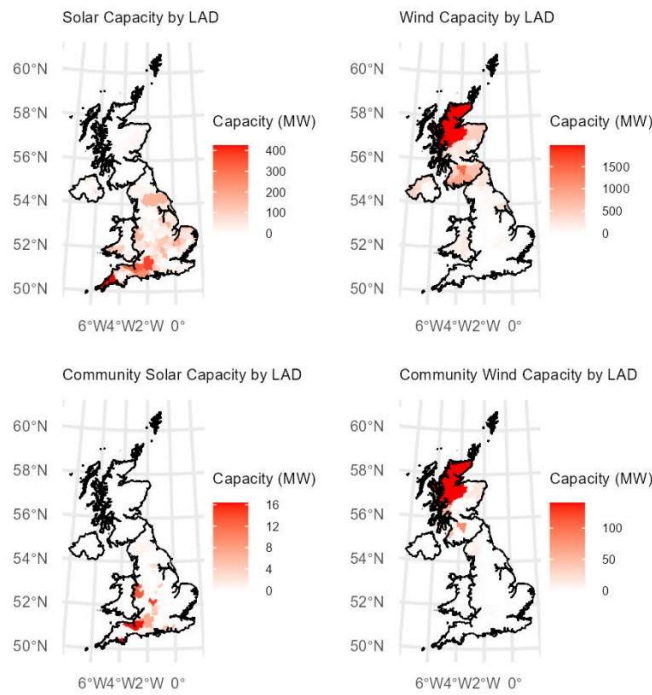 Solar Capacity by LAD
60°N
58°N
56°N
54°N
52°N
50°N
6°W4°W2°W 0°
Capacity (MW)
400
300
200
100
0
Wind Capacity by LAD
60°N
58°N
56°N
54°N
52°N
50°N
6°W4°W2°W 0°
Capacity (MW)
1500
1000
500
0
Community Solar Capacity by LAD
60°N
58°N
56°N
54°N
52°N
50°N
6°W4°W2°W 0°
Capacity (MW)
16
12
8
4
0
Community Wind Capacity by LAD
60°N
58°N
56°N
54°N
52°N
50°N
6°W4°W2°W 0°
Capacity (MW)
100
50
0